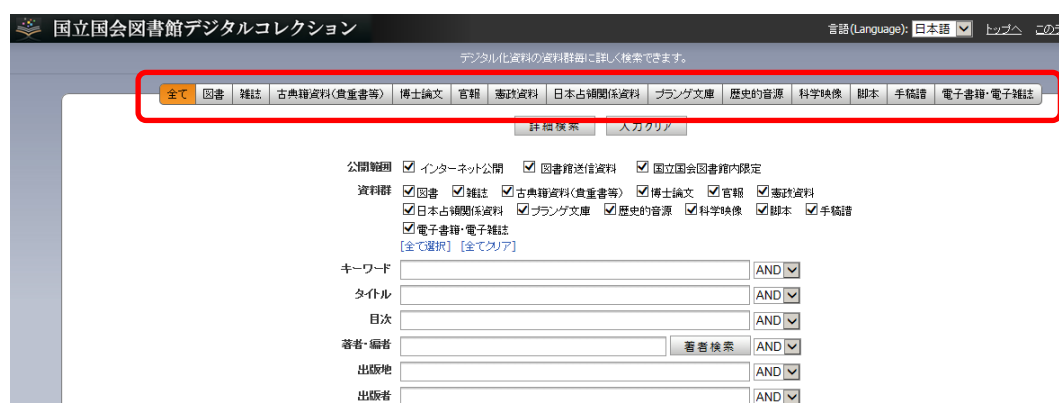 国立国会図書館デジタルコレクション 言語(Language): 日本語 トップへ
デジタル化資料の資料群毎に詳しく検索できます。
全て 図書 雑誌 古典籍資料(貴重書等) 博士論文 官報 憲政資料 日本占領関係資料 プランゲ文庫 歴史的音源 科学映像 脚本 手稿譜 電子書籍・電子雑誌
詳細検索 入力クリア
公開範囲 インターネット公開 図書館送信資料 国立国会図書館内限定
資料群 図書 雑誌 古典籍資料(貴重書等) 博士論文 官報 憲政資料
日本占領関係資料 プランゲ文庫 歴史的音源 科学映像 脚本 手稿譜
電子書籍・電子雑誌
[全て選択] [全てクリア]
キーワード AND
タイトル AND
目次 AND
著者・編者 著者検索 AND
出版地 AND
出版者 AND